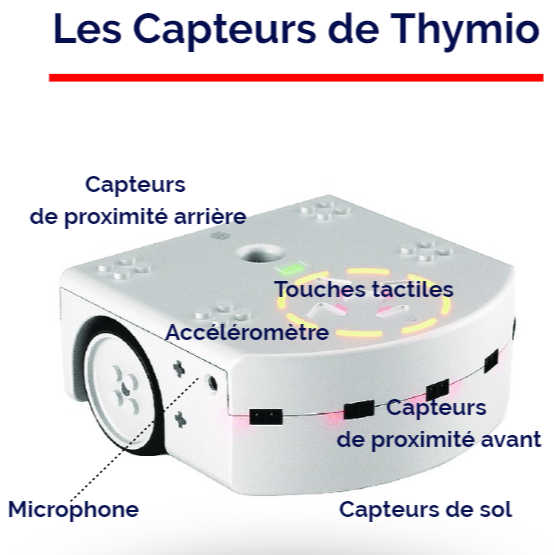 Les Capteurs de Thymio
Capteurs
de proximité arrière
Touches tactiles
Accéléromètre
Capteurs
de proximité avant
Microphone
Capteurs de sol